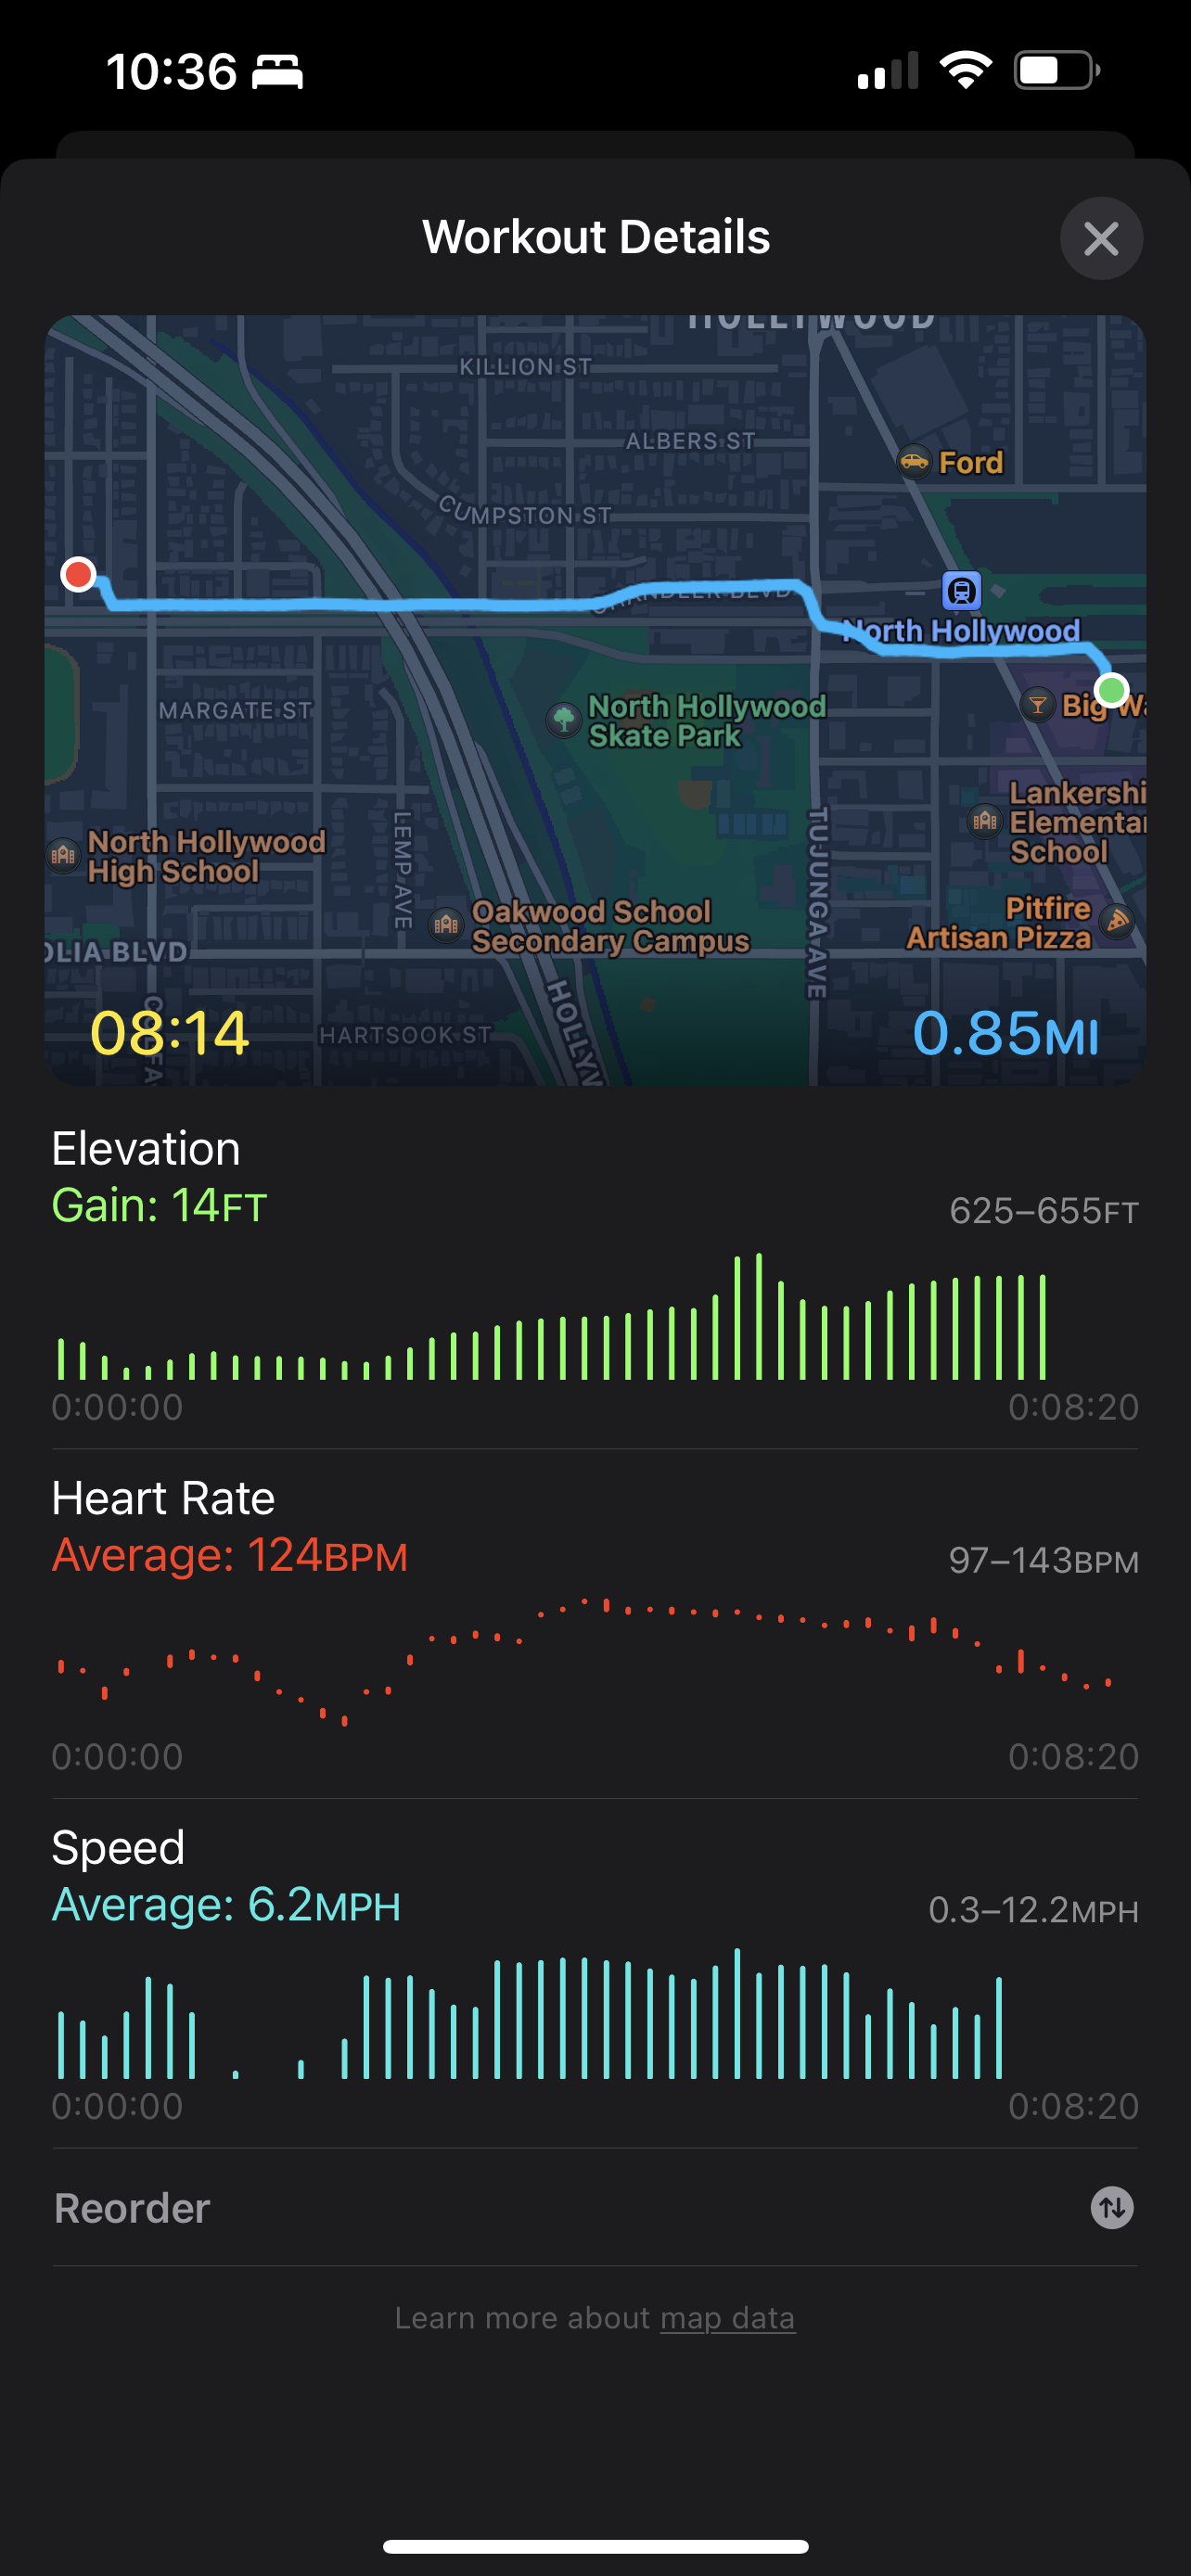 10:36
Workout Details
HOLLYWOOD
KILLION ST
ALBERS ST
Ford
CUMPSTON ST
CHANDLER BLVD
North Hollywood
Big Wa
MARGATE ST
North Hollywood
Skate Park
Lankershi
Elementar
School
North Hollywood
High School
LEMP AVE
TUJUNGA AVE
Oakwood School
Secondary Campus
Pitfire
Artisan Pizza
OLIA BLVD
HOLLYW
08:14
HARTSOOK ST
0.85MI
Elevation
Gain: 14FT
625–655FT
0:00:00
0:08:20
Heart Rate
Average: 124BPM
97–143BPM
0:00:00
0:08:20
Speed
Average: 6.2MPH
0.3–12.2MPH
0:00:00
0:08:20
Reorder
Learn more about map data